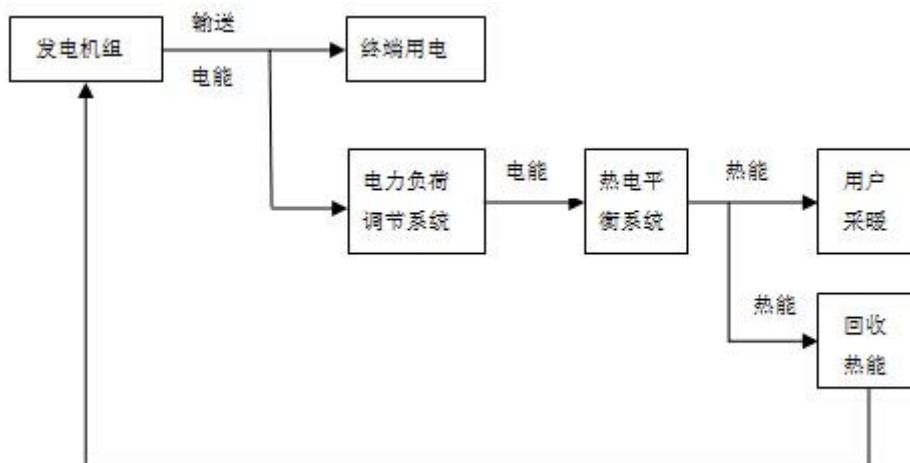 发电机组
输送
电能
终端用电
电力负荷
调节系统
电能
热电平
衡系统
热能
用户
采暖
热能
回收
热能